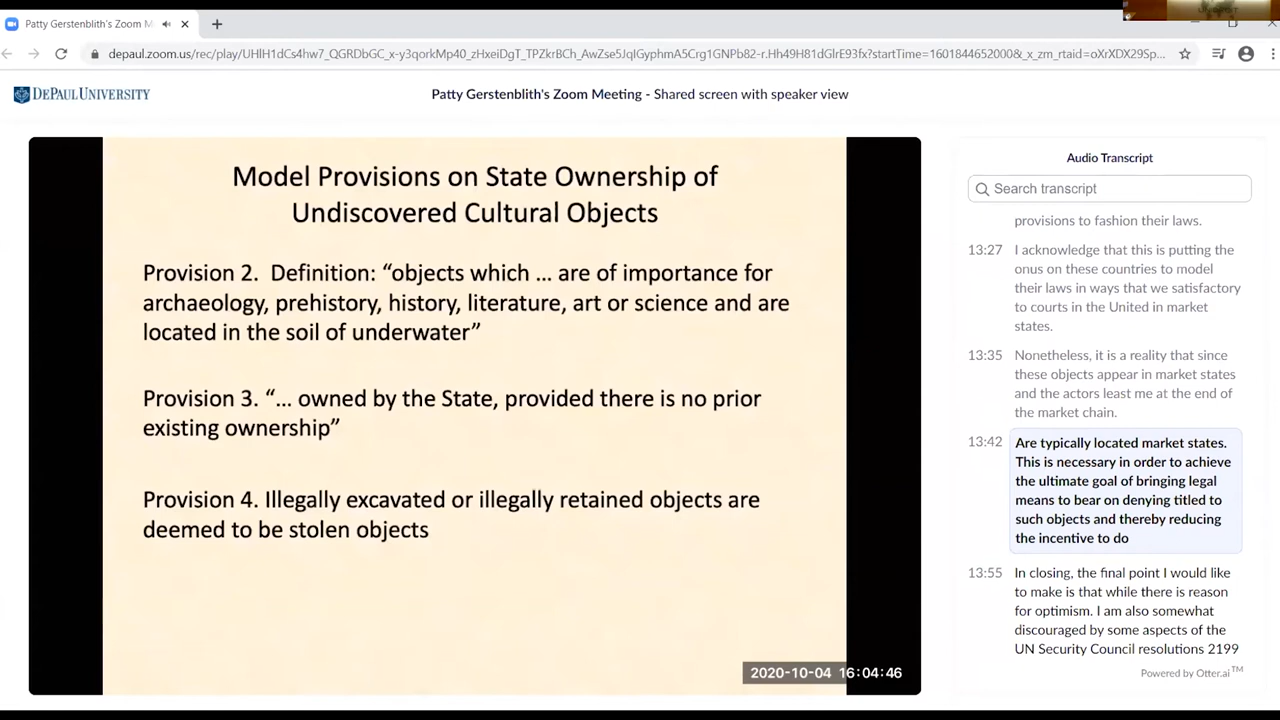 Patty Gerstenblith's Zoom M
depaul.zoom.us/rec/play/UHlH1dCs4hw7_QGRDbGC_x-y3qorkMp40_zHxeiDgT_TPZkrBCh_AwZse5JqIGyphmA5Crg1GNPb82-r.Hh49H81dGlrE93fx?startTime=1601844652000&_x_zm_rtaid=oXrXDX29Sp...
DEPAUL UNIVERSITY
Patty Gerstenblith's Zoom Meeting - Shared screen with speaker view
Model Provisions on State Ownership of
Undiscovered Cultural Objects
Provision 2. Definition: “objects which ... are of importance for
archaeology, prehistory, history, literature, art or science and are
located in the soil of underwater”
Provision 3. “... owned by the State, provided there is no prior
existing ownership”
Provision 4. Illegally excavated or illegally retained objects are
deemed to be stolen objects
2020-10-04 16:04:46
Audio Transcript
Search transcript
provisions to fashion their laws.
13:27 I acknowledge that this is putting the
onus on these countries to model
their laws in ways that we satisfactory
to courts in the United in market
states.
13:35 Nonetheless, it is a reality that since
these objects appear in market states
and the actors least me at the end of
the market chain.
13:42 Are typically located market states.
This is necessary in order to achieve
the ultimate goal of bringing legal
means to bear on denying titled to
such objects and thereby reducing
the incentive to do
13:55 In closing, the final point I would like
to make is that while there is reason
for optimism. I am also somewhat
discouraged by some aspects of the
UN Security Council resolutions 2199
Powered by Otter.ai™